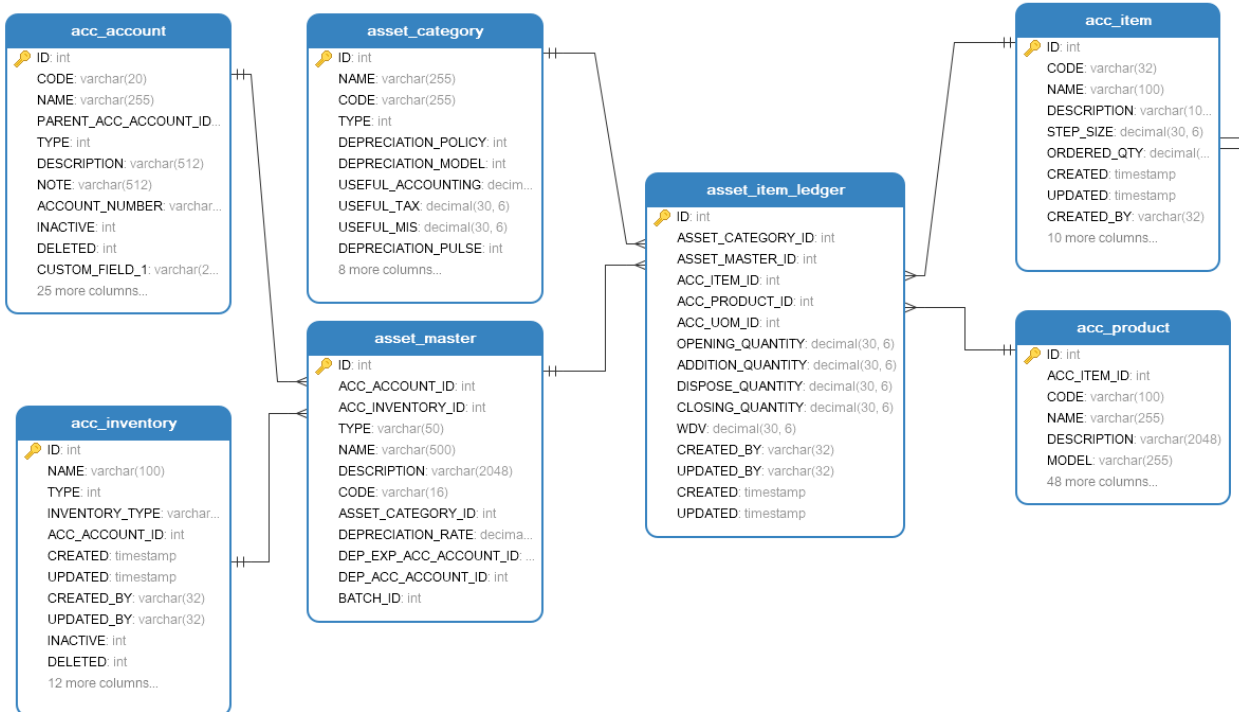 acc_account
ID: int
CODE: varchar(20)
NAME: varchar(255)
PARENT_ACC_ACCOUNT_ID...
TYPE: int
DESCRIPTION: varchar(512)
NOTE: varchar(512)
ACCOUNT_NUMBER: varchar...
INACTIVE: int
DELETED: int
CUSTOM_FIELD_1: varchar(2...
25 more columns...
asset_category
ID: int
NAME: varchar(255)
CODE: varchar(255)
TYPE: int
DEPRECIATION_POLICY: int
DEPRECIATION_MODEL: int
USEFUL_ACCOUNTING: decim...
USEFUL_TAX: decimal(30, 6)
USEFUL_MIS: decimal(30, 6)
DEPRECIATION_PULSE: int
8 more columns...
acc_item
ID: int
CODE: varchar(32)
NAME: varchar(100)
DESCRIPTION: varchar(10...
STEP_SIZE: decimal(30, 6)
ORDERED_QTY: decimal(...
CREATED: timestamp
UPDATED: timestamp
CREATED_BY: varchar(32)
10 more columns...
asset_item_ledger
ID: int
ASSET_CATEGORY_ID: int
ASSET_MASTER_ID: int
ACC_ITEM_ID: int
ACC_PRODUCT_ID: int
ACC_UOM_ID: int
OPENING_QUANTITY: decimal(30, 6)
ADDITION_QUANTITY: decimal(30, 6)
DISPOSE_QUANTITY: decimal(30, 6)
CLOSING_QUANTITY: decimal(30, 6)
WDV: decimal(30, 6)
CREATED_BY: varchar(32)
UPDATED_BY: varchar(32)
CREATED: timestamp
UPDATED: timestamp
asset_master
ID: int
ACC_ACCOUNT_ID: int
ACC_INVENTORY_ID: int
TYPE: varchar(50)
NAME: varchar(500)
DESCRIPTION: varchar(2048)
CODE: varchar(16)
ASSET_CATEGORY_ID: int
DEPRECIATION_RATE: decima...
DEP_EXP_ACC_ACCOUNT_ID: ...
DEP_ACC_ACCOUNT_ID: int
BATCH_ID: int
acc_product
ID: int
ACC_ITEM_ID: int
CODE: varchar(100)
NAME: varchar(255)
DESCRIPTION: varchar(2048)
MODEL: varchar(255)
48 more columns...
acc_inventory
ID: int
NAME: varchar(100)
TYPE: int
INVENTORY_TYPE: varchar...
ACC_ACCOUNT_ID: int
CREATED: timestamp
UPDATED: timestamp
CREATED_BY: varchar(32)
UPDATED_BY: varchar(32)
INACTIVE: int
DELETED: int
12 more columns...